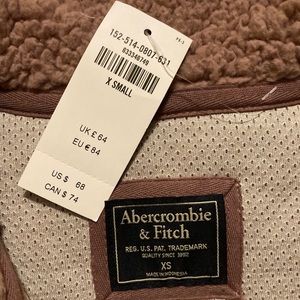 152-514-0807-631
633346749
X SMALL
UK £ 64
EU € 84
US $ 68
CAN $ 74
Abercrombie
& Fitch
REG. U.S. PAT. TRADEMARK
QUALITY SINCE 1892
XS
MADE IN INDONESIA